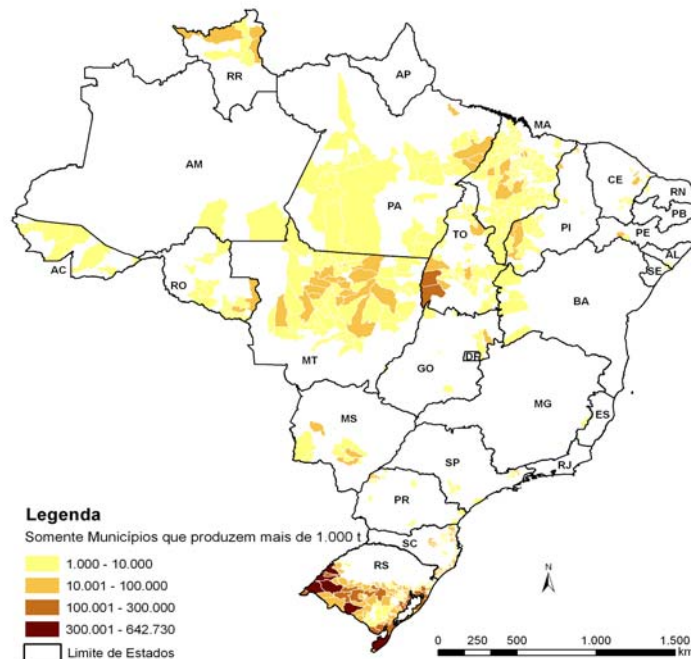 RR
AP
AM
PA
MA
CE
RN
PB
PE
AL
SE
PI
TO
AC
RO
BA
MT
GO
DF
MG
ES
MS
SP
RJ
PR
SC
RS
Legenda
Somente Municípios que produzem mais de 1.000 t
1.000 - 10.000
10.001 - 100.000
100.001 - 300.000
300.001 - 642.730
Limite de Estados
N
0 250 500 1.000 1.500
km